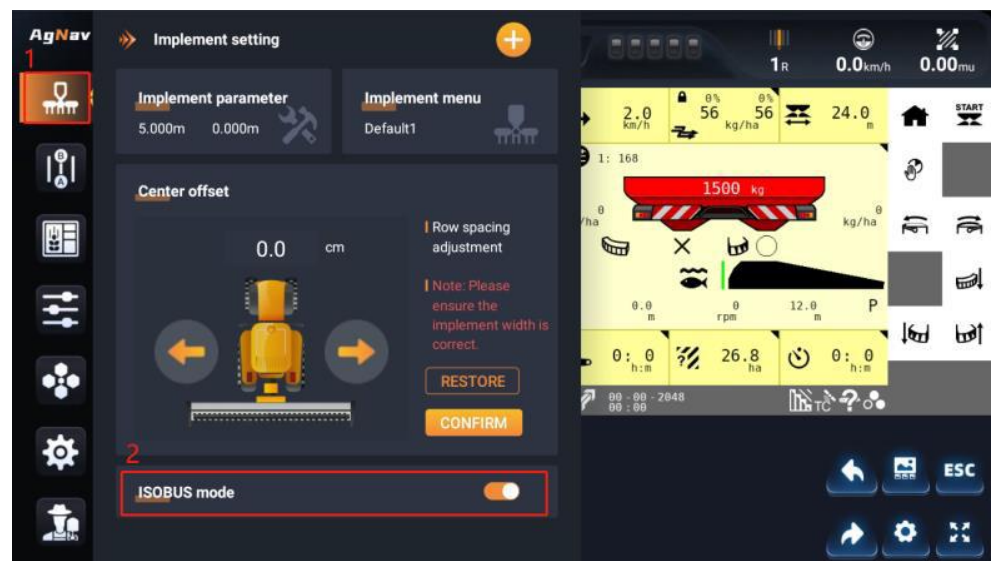 AgNav
1
Implement setting
1R
0.0km/h
0.00mu
Implement parameter
5.000m 0.000m
Implement menu
Default1
2.0
km/h
0% 0%
56 56
kg/ha
24.0
m
START
1: 168
1500 kg
0
/ha
0
kg/ha
Center offset
0.0 cm
Row spacing
adjustment
Note: Please
ensure the
implement width is
correct.
RESTORE
CONFIRM
0.0
m
0
rpm
12.0
m
P
0: 0
h:m
26.8
ha
0: 0
h:m
00-00-2048
00:00
TC
2
ISOBUS mode
ESC
B
A